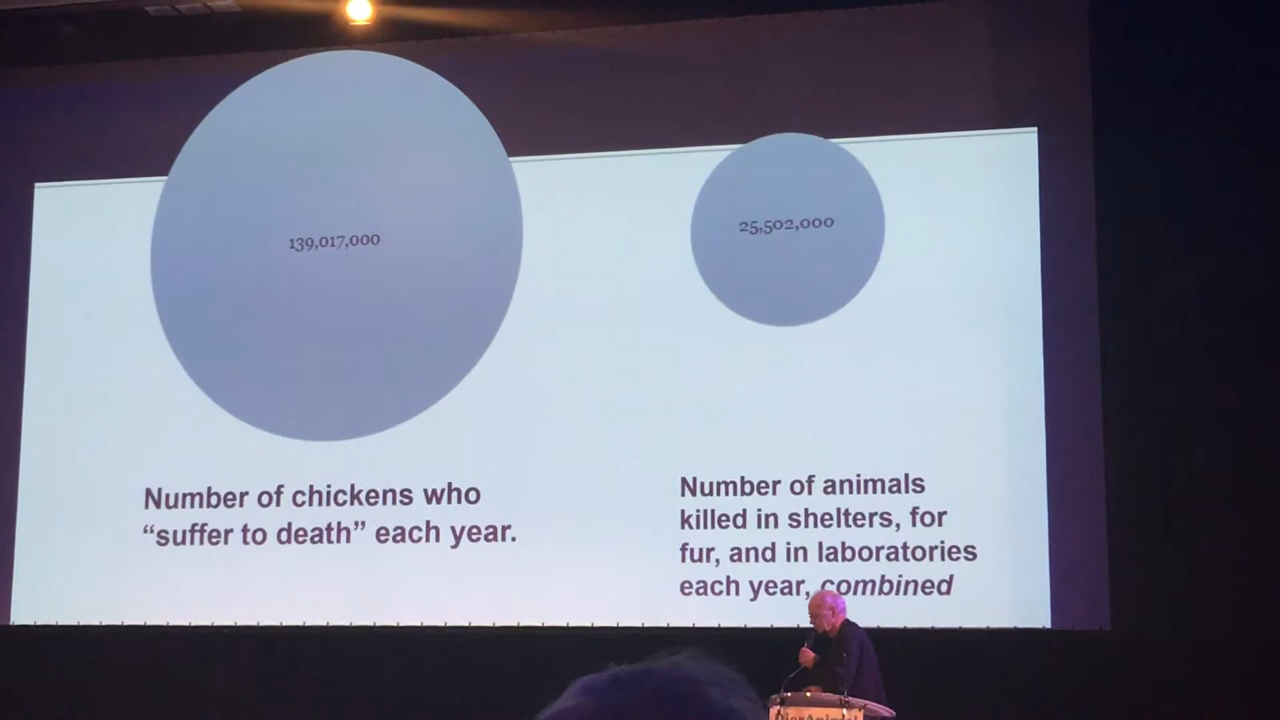 139,017,000
25,502,000
Number of chickens who
“suffer to death” each year.
Number of animals
killed in shelters, for
fur, and in laboratories
each year, combined